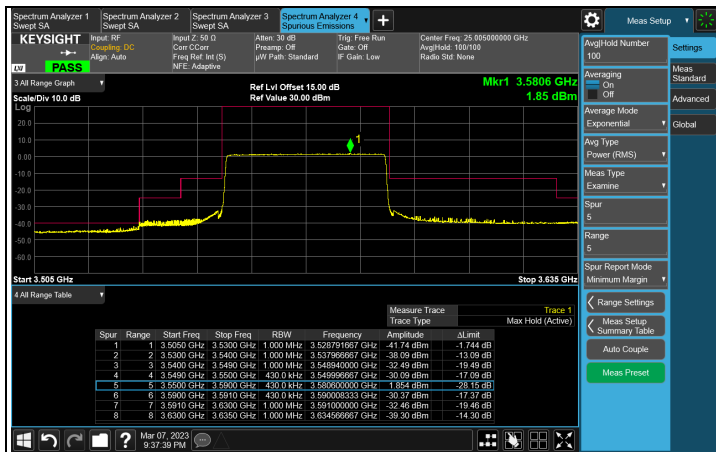 Spectrum Analyzer 1 Spectrum Analyzer 2 Spectrum Analyzer 3 Spectrum Analyzer 4
Swept SA Swept SA Swept SA Spurious Emissions
KEYSIGHT Input: RF Input Z: 50 Ω Atten: 30 dB Trig: Free Run Center Freq: 25.005000000 GHz
Coupling: DC Corr CCorr Preamp: Off Gate: Off Avg|Hold: 100/100
Align: Auto Freq Ref: Int (S) µW Path: Standard IF Gain: Low Radio Std: None
NFE: Adaptive
LXI PASS
3 All Range Graph
Ref Lvl Offset 15.00 dB Mkr1 3.5806 GHz
Scale/Div 10.0 dB Ref Value 30.00 dBm 1.85 dBm
Log
20.0
10.0
0.00
-10.0
-20.0
-30.0
-40.0
-50.0
-60.0
1
Start 3.505 GHz Stop 3.635 GHz
4 All Range Table
Measure Trace Trace 1
Trace Type Max Hold (Active)
Spur Range Start Freq Stop Freq RBW Frequency Amplitude ΔLimit
1 1 3.5050 GHz 3.5300 GHz 1.000 MHz 3.528791667 GHz -41.74 dBm -1.744 dB
2 2 3.5300 GHz 3.5400 GHz 1.000 MHz 3.537966667 GHz -38.09 dBm -13.09 dB
3 3 3.5400 GHz 3.5490 GHz 1.000 MHz 3.548940000 GHz -32.49 dBm -19.49 dB
4 4 3.5490 GHz 3.5500 GHz 430.0 kHz 3.549996667 GHz -30.09 dBm -17.09 dB
5 5 3.5500 GHz 3.5900 GHz 430.0 kHz 3.580600000 GHz 1.854 dBm -28.15 dB
6 6 3.5900 GHz 3.5910 GHz 430.0 kHz 3.590008333 GHz -30.37 dBm -17.37 dB
7 7 3.5910 GHz 3.6300 GHz 1.000 MHz 3.591000000 GHz -32.46 dBm -19.46 dB
8 8 3.6300 GHz 3.6350 GHz 1.000 MHz 3.634566667 GHz -39.30 dBm -14.30 dB
Mar 07, 2023
9:37:39 PM
Meas Setup
Avg|Hold Number
100
Averaging
On
Off
Average Mode
Exponential
Avg Type
Power (RMS)
Meas Type
Examine
Spur
5
Range
5
Spur Report Mode
Minimum Margin
Range Settings
Meas Setup
Summary Table
Auto Couple
Meas Preset
Settings
Meas
Standard
Advanced
Global